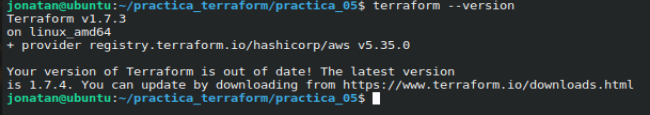 jonatan@ubuntu:~/practica_terraform/practica_05$ terraform --version
Terraform v1.7.3
on linux_amd64
+ provider registry.terraform.io/hashicorp/aws v5.35.0

Your version of Terraform is out of date! The latest version
is 1.7.4. You can update by downloading from https://www.terraform.io/downloads.html
jonatan@ubuntu:~/practica_terraform/practica_05$